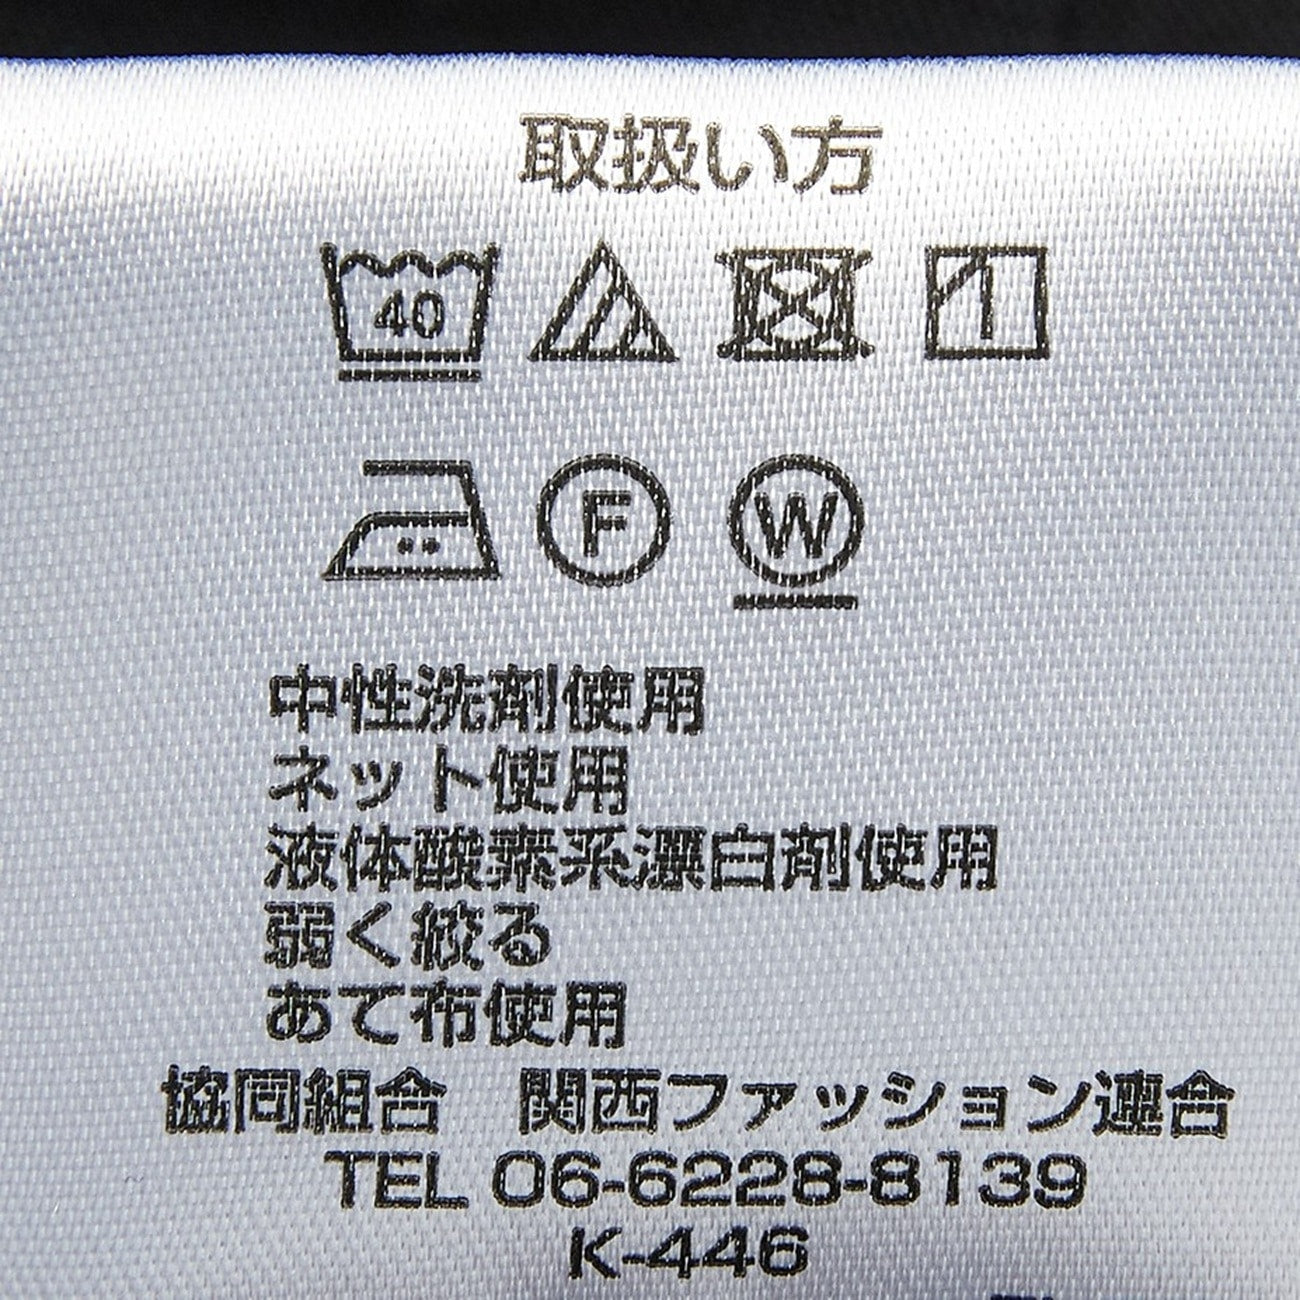 取扱い方
40
F W
中性洗剤使用
ネット使用
液体酸素系漂白剤使用
弱く絞る
あて布使用
協同組合　関西ファッション連合
TEL 06-6228-8139
K-446